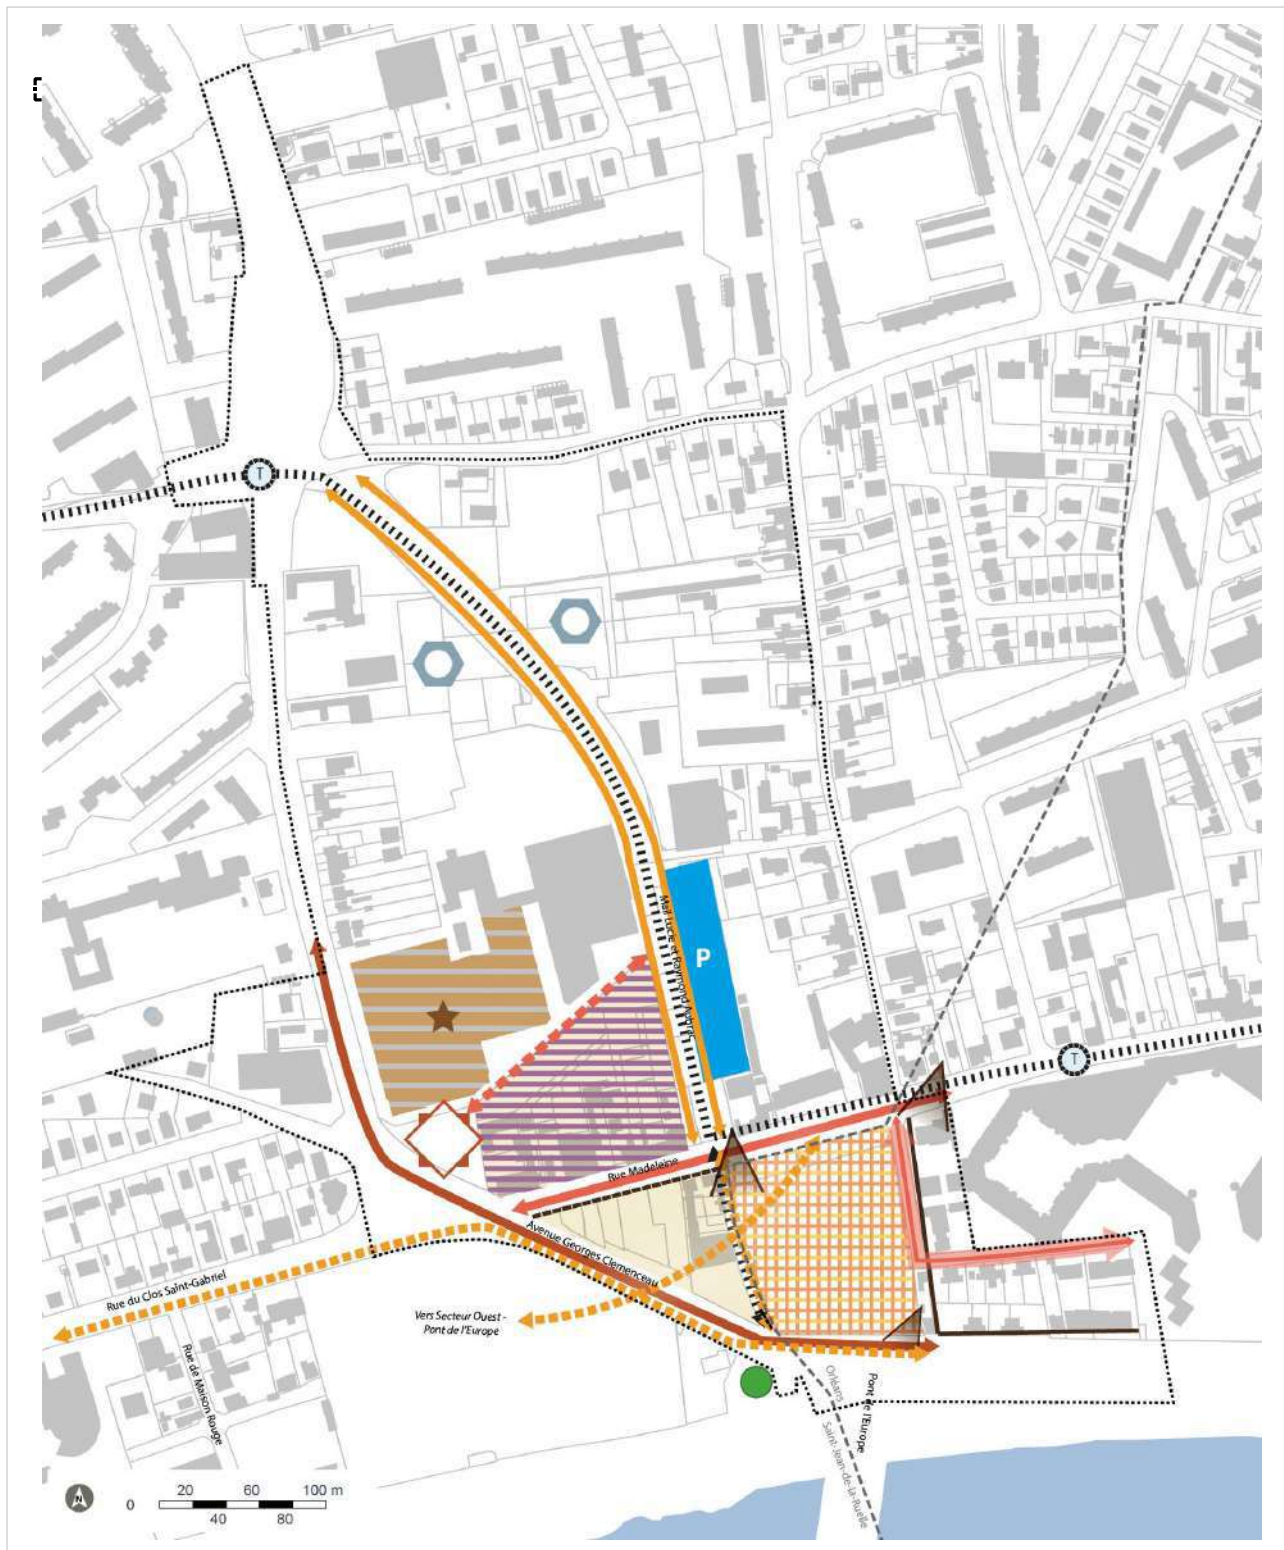 T
Mail Lucie et Raymond Aubrac
P
T
Rue Madeleine
Avenue Georges Clemenceau
Rue du Clos Saint-Gabriel
Vers Secteur Ouest -
Pont de l'Europe
Rue de Maison Rouge
Orléans
Saint-Jean-de-la-Ruelle
Pont de l'Europe
N
0 20 60 100 m
40 80